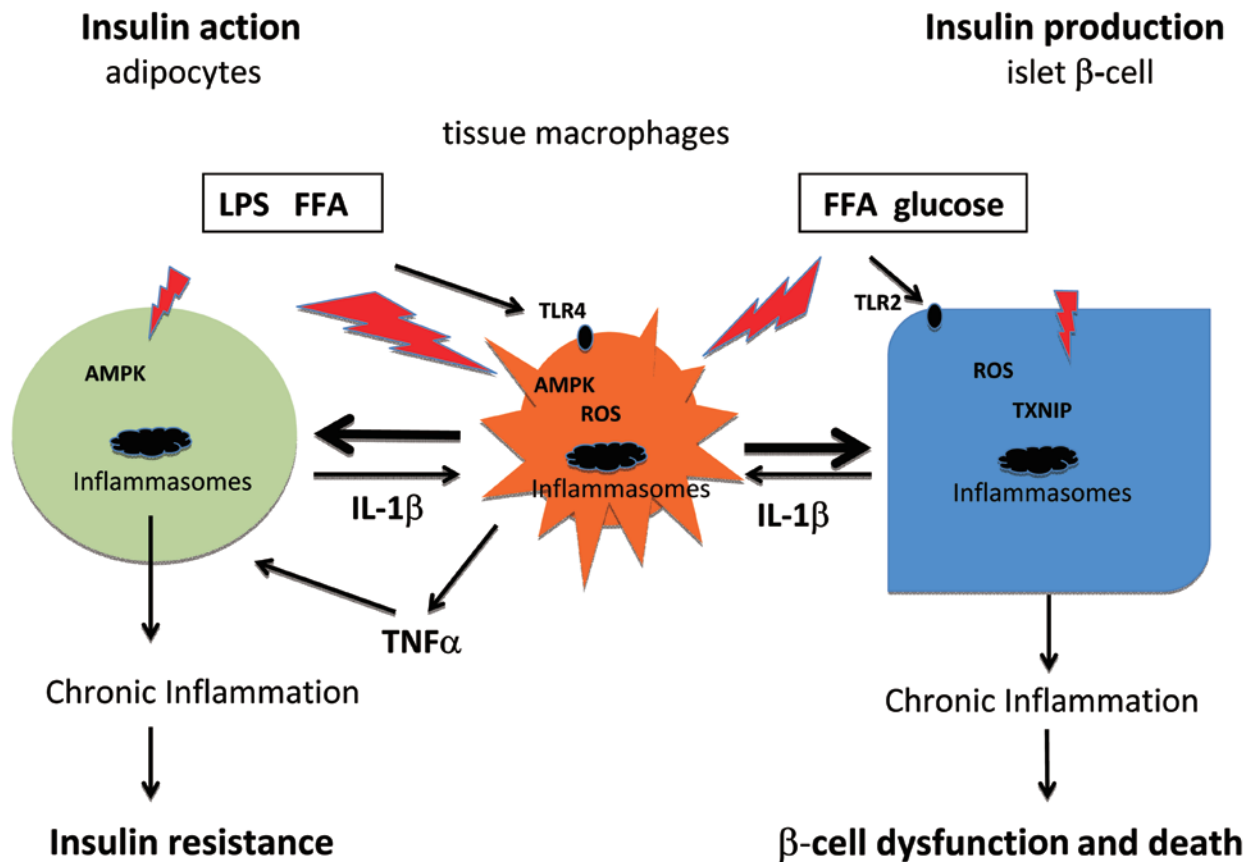 Insulin action
adipocytes
Insulin production
islet β-cell
tissue macrophages
LPS FFA
FFA glucose
TLR4
TLR2
AMPK
Inflammasomes
AMPK
ROS
Inflammasomes
ROS
TXNIP
Inflammasomes
IL-1β
IL-1β
TNFα
Chronic Inflammation
Chronic Inflammation
Insulin resistance
β-cell dysfunction and death